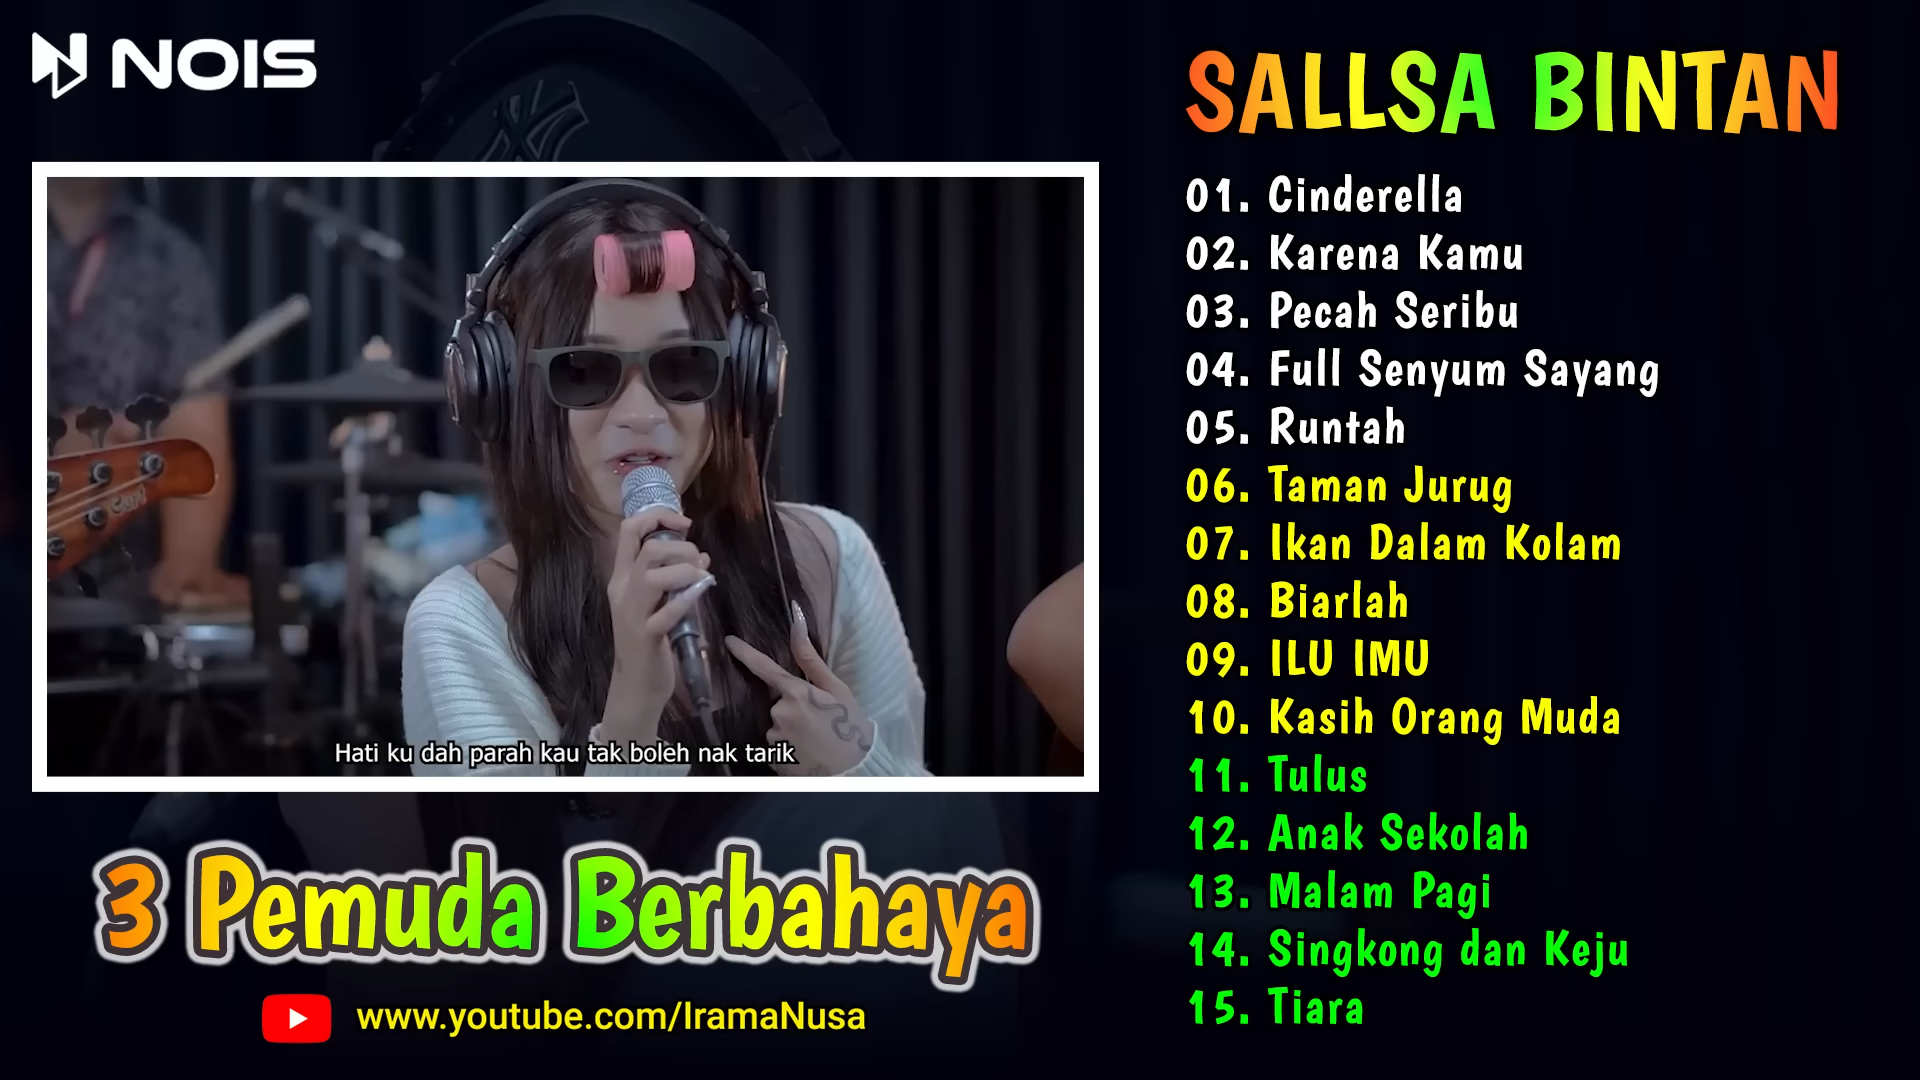 NOIS
SALLSA BINTAN
01. Cinderella
02. Karena Kamu
03. Pecah Seribu
04. Full Senyum Sayang
05. Runtah
06. Taman Jurug
07. Ikan Dalam Kolam
08. Biarlah
09. ILU IMU
10. Kasih Orang Muda
11. Tulus
12. Anak Sekolah
13. Malam Pagi
14. Singkong dan Keju
15. Tiara
Hati ku dah parah kau tak boleh nak tarik
3 Pemuda Berbahaya
www.youtube.com/IramaNusa